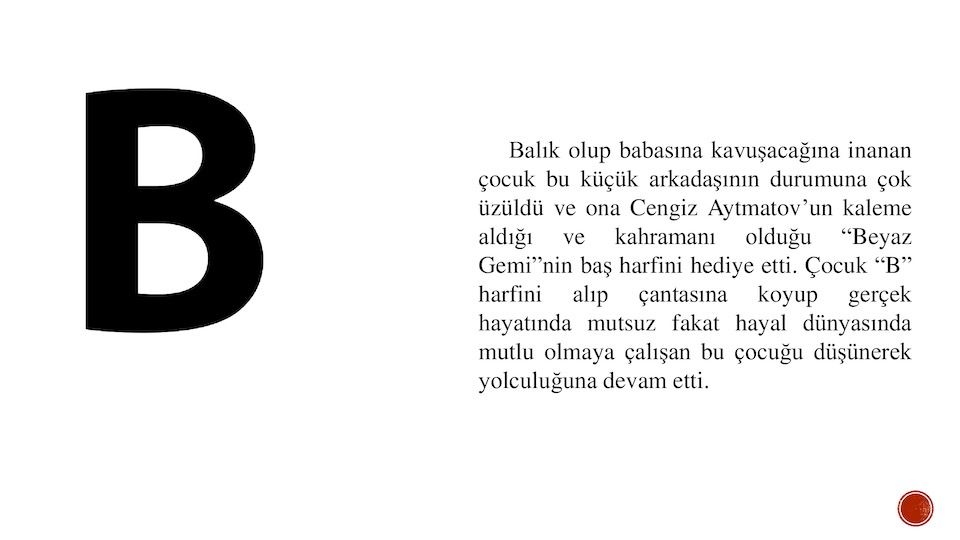 B
Balık olup babasına kavuşacağına inanan
çocuk bu küçük arkadaşının durumuna çok
üzüldü ve ona Cengiz Aytmatov’un kaleme
aldığı ve kahramanı olduğu “Beyaz
Gemi”nin baş harfini hediye etti. Çocuk “B”
harfini alıp çantasına koyup gerçek
hayatında mutsuz fakat hayal dünyasında
mutlu olmaya çalışan bu çocuğu düşünerek
yolculuğuna devam etti.